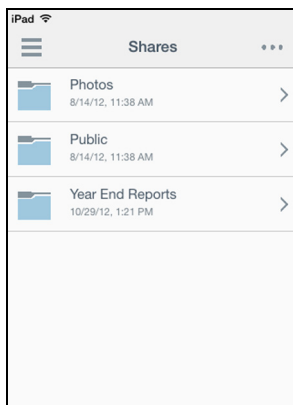 iPad
Shares
Photos
8/14/12, 11:38 AM
Public
8/14/12, 11:38 AM
Year End Reports
10/29/12, 1:21 PM